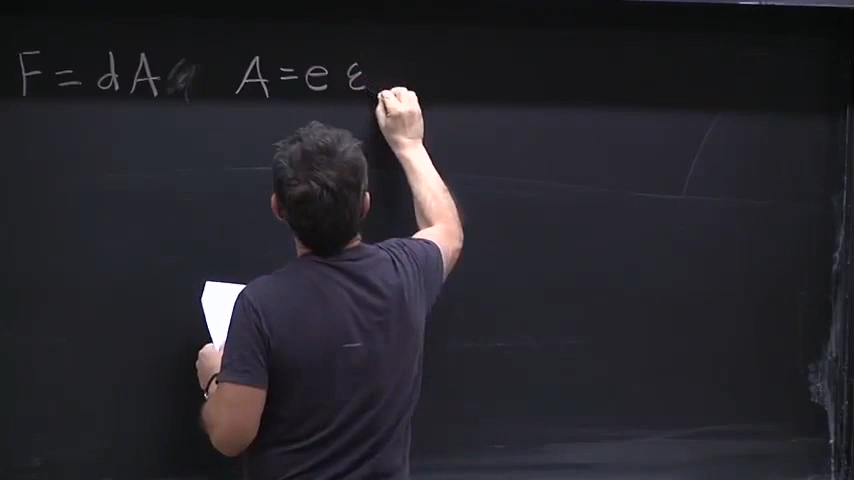 F = dA A = e ε